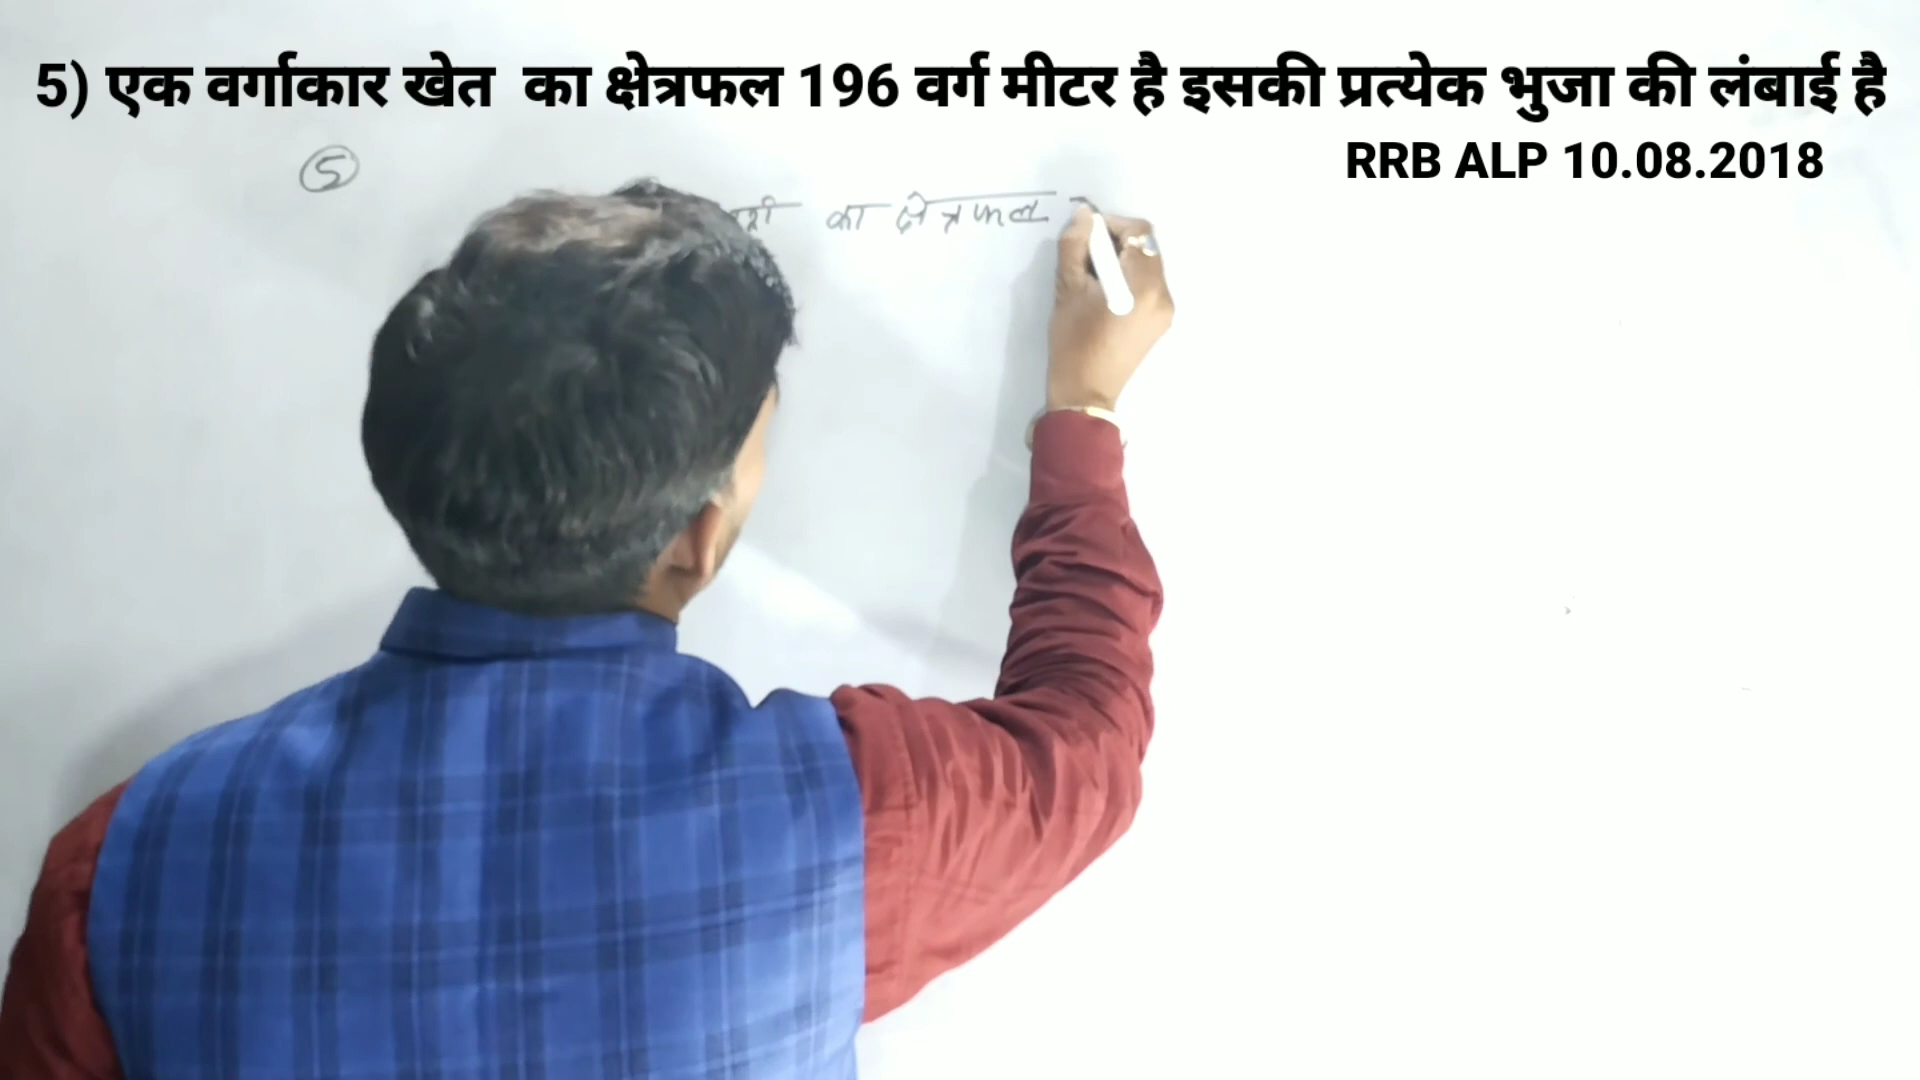 5) एक वर्गाकार खेत का क्षेत्रफल 196 वर्ग मीटर है इसकी प्रत्येक भुजा की लंबाई है
RRB ALP 10.08.2018
5
का क्षेत्रफल